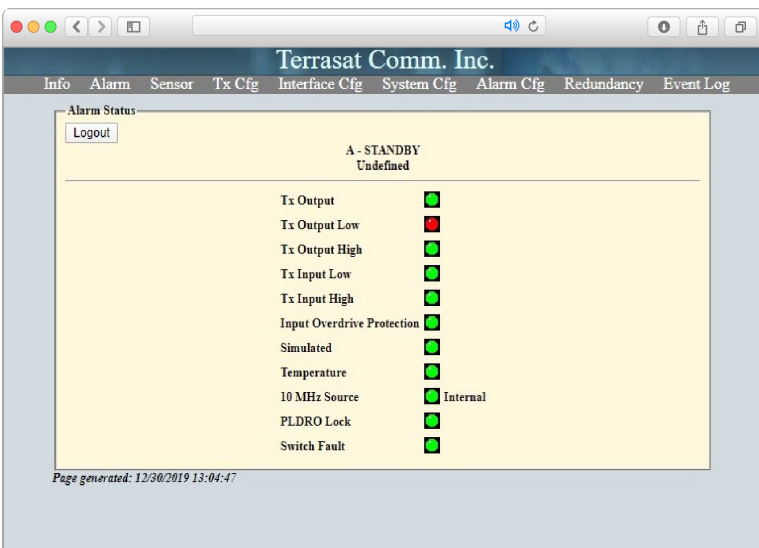 Terrasat Comm. Inc.
Info Alarm Sensor Tx Cfg Interface Cfg System Cfg Alarm Cfg Redundancy Event Log
Alarm Status
Logout
A - STANDBY
Undefined
Tx Output
Tx Output Low
Tx Output High
Tx Input Low
Tx Input High
Input Overdrive Protection
Simulated
Temperature
10 MHz Source Internal
PLDRO Lock
Switch Fault
Page generated: 12/30/2019 13:04:47